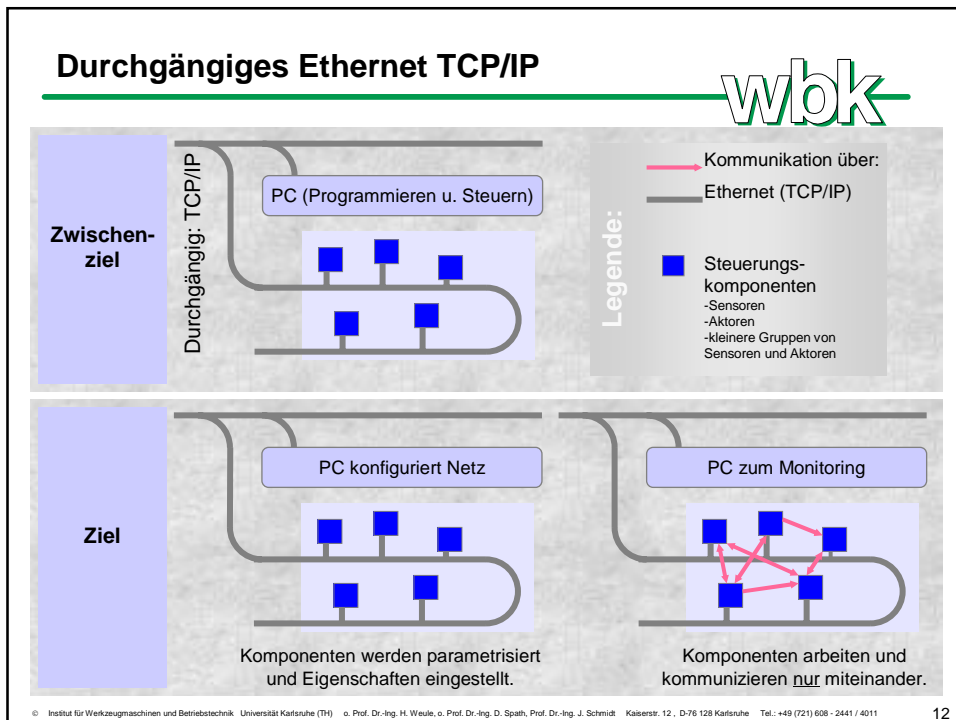 Durchgängiges Ethernet TCP/IP
wbk
Zwischen-
ziel
Durchgängig: TCP/IP
PC (Programmieren u. Steuern)
Legende:
Kommunikation über:
Ethernet (TCP/IP)
Steuerungs-
komponenten
-Sensoren
-Aktoren
-kleinere Gruppen von
Sensoren und Aktoren
Ziel
PC konfiguriert Netz
Komponenten werden parametrisiert
und Eigenschaften eingestellt.
PC zum Monitoring
Komponenten arbeiten und
kommunizieren nur miteinander.
© Institut für Werkzeugmaschinen und Betriebstechnik Universität Karlsruhe (TH) o. Prof. Dr.-Ing. H. Weule, o. Prof. Dr.-Ing. D. Spath, Prof. Dr.-Ing. J. Schmidt Kaiserstr. 12 , D-76 128 Karlsruhe Tel.: +49 (721) 608 - 2441 / 4011
12